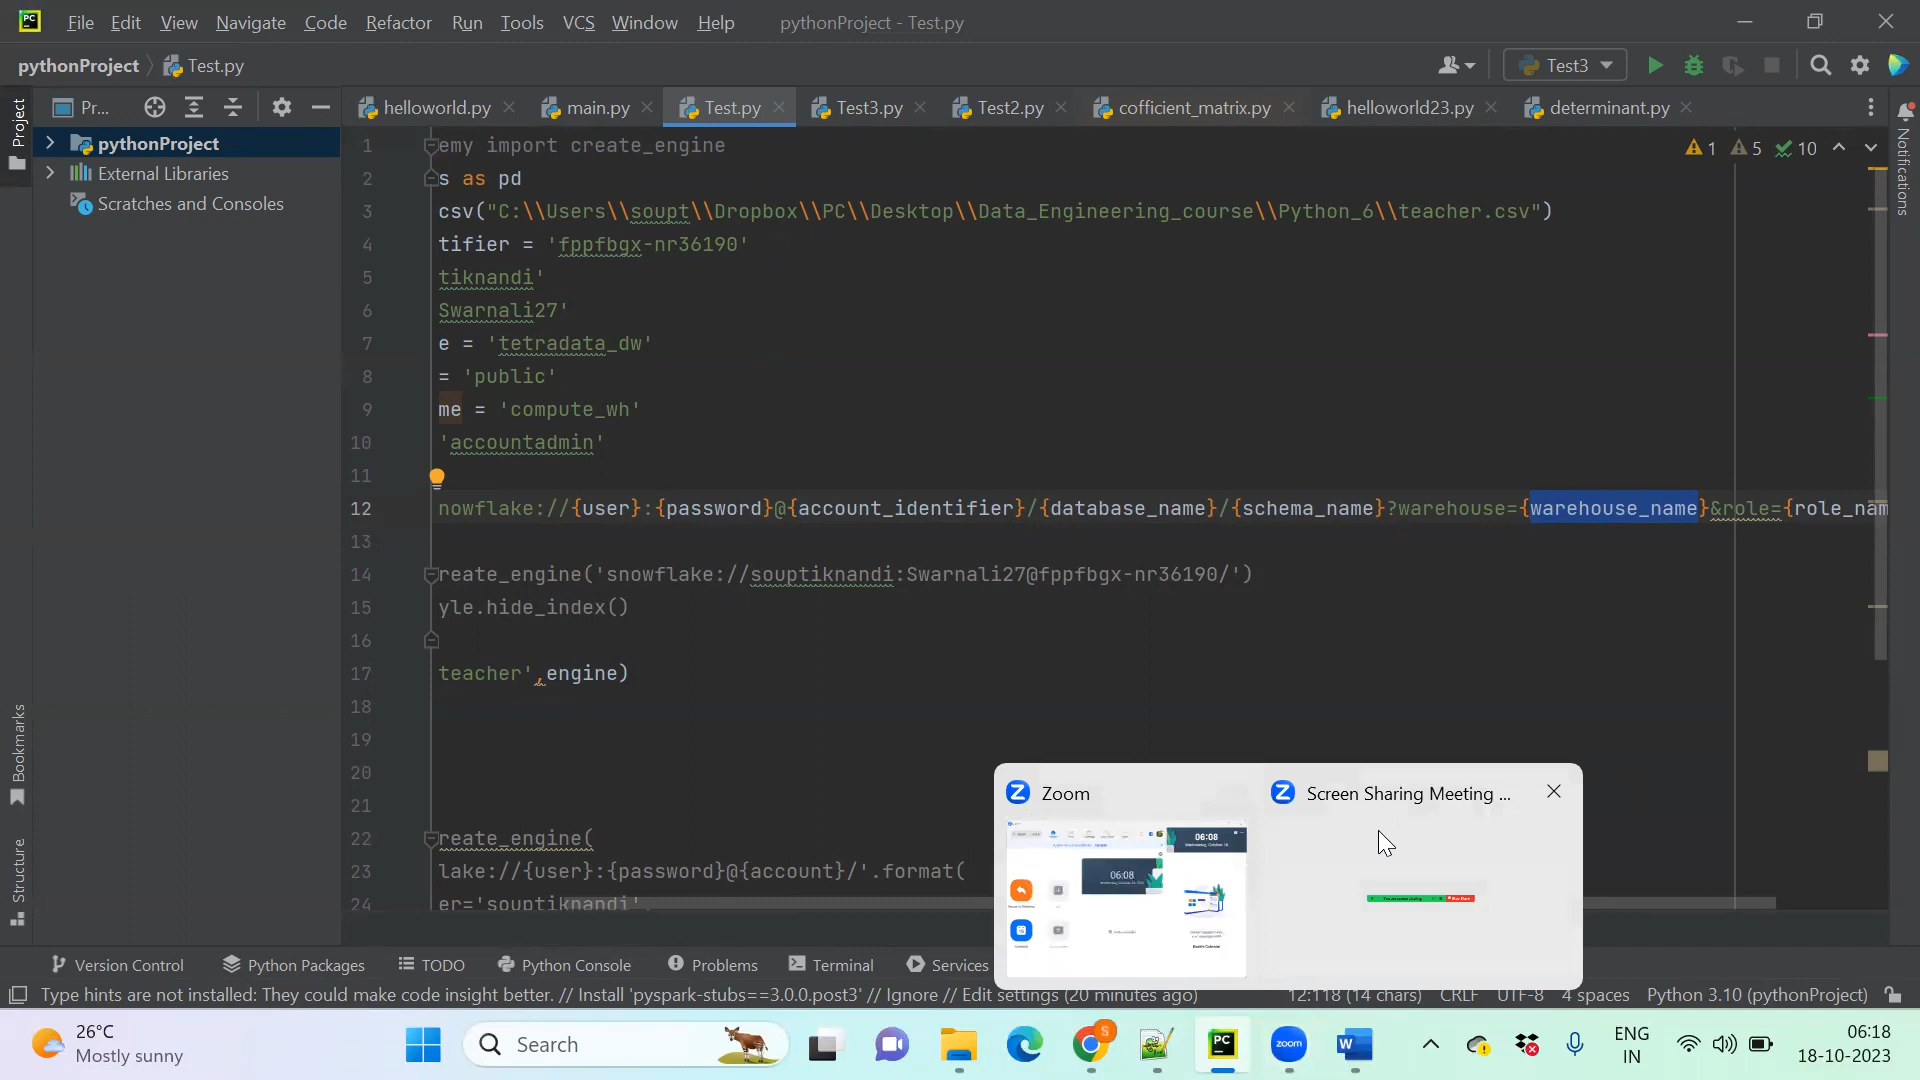 PC File Edit View Navigate Code Refactor Run Tools VCS Window Help pythonProject - Test.py
pythonProject Test.py Test3
Project Pr... helloworld.py main.py Test.py Test3.py Test2.py cofficient_matrix.py helloworld23.py determinant.py
pythonProject
External Libraries
Scratches and Consoles
Bookmarks
Structure
Notifications
1 5 10
1 emy import create_engine
2 s as pd
3 csv("C:\\Users\\soupt\\Dropbox\\PC\\Desktop\\Data_Engineering_course\\Python_6\\teacher.csv")
4 tifier = 'fppfbgx-nr36190'
5 tiknandi'
6 Swarnali27'
7 e = 'tetradata_dw'
8 = 'public'
9 me = 'compute_wh'
10 'accountadmin'
11
12 nowflake://{user}:{password}@{account_identifier}/{database_name}/{schema_name}?warehouse={warehouse_name}&role={role_nam
13
14 reate_engine('snowflake://souptiknandi:Swarnali27@fppfbgx-nr36190/')
15 yle.hide_index()
16
17 teacher',engine)
18
19
20
21
22 reate_engine(
23 lake://{user}:{password}@{account}/'.format(
24 er='souptiknandi',
Zoom Screen Sharing Meeting ...
06:08
06:08
Version Control Python Packages TODO Python Console Problems Terminal Services
Type hints are not installed: They could make code insight better. // Install 'pyspark-stubs==3.0.0.post3' // Ignore // Edit settings (20 minutes ago) 12:118 (14 chars) CRLF UTF-8 4 spaces Python 3.10 (pythonProject)
26°C
Mostly sunny
Search
S
PC
zoom
W
ENG
IN
06:18
18-10-2023